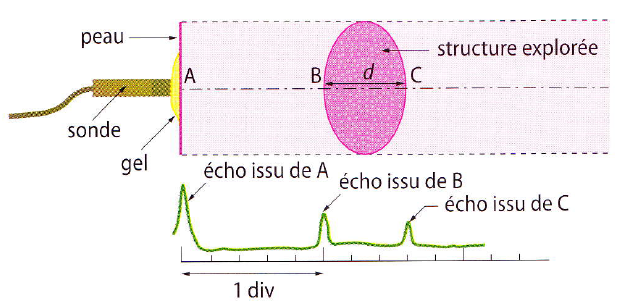 peau
structure explorée
A
B
d
C
sonde
gel
écho issu de A
écho issu de B
écho issu de C
1 div